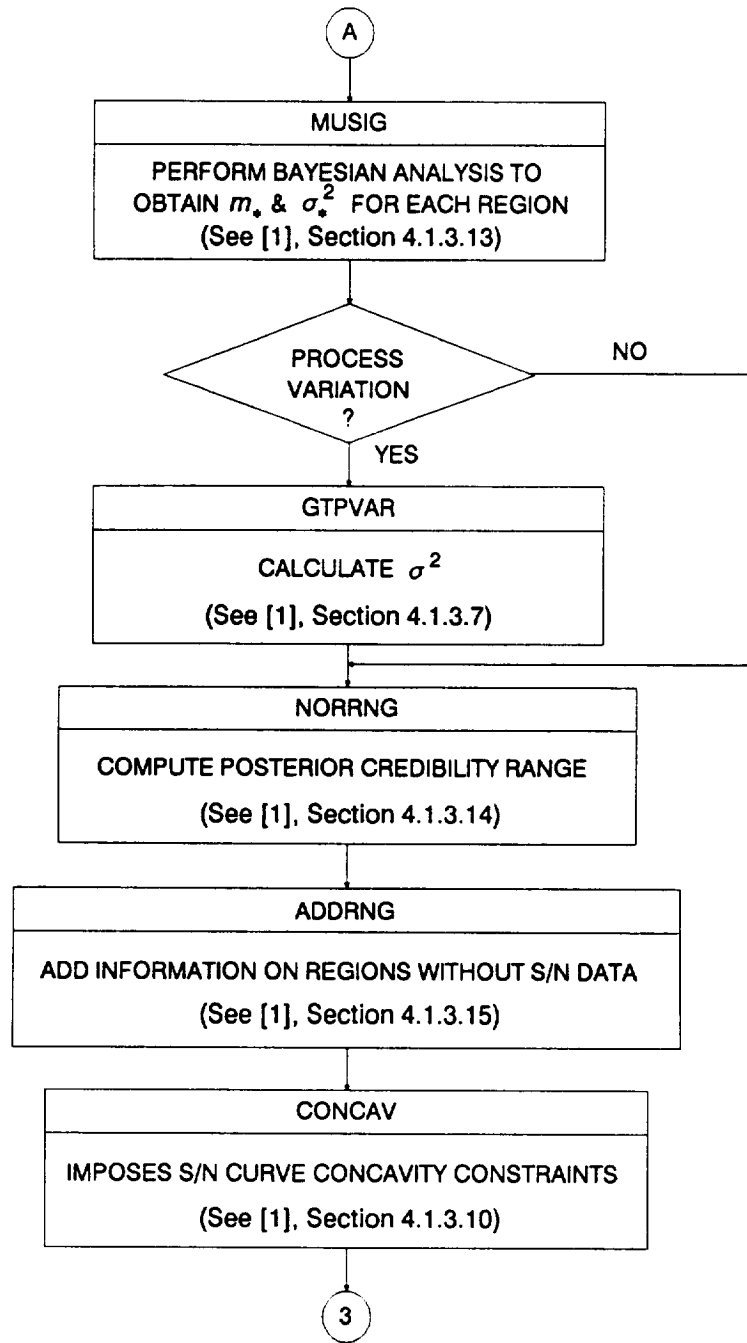 A
MUSIG
PERFORM BAYESIAN ANALYSIS TO
OBTAIN m* & σ*² FOR EACH REGION
(See [1], Section 4.1.3.13)
PROCESS
VARIATION
?
NO
YES
GTPVAR
CALCULATE σ²
(See [1], Section 4.1.3.7)
NORRNG
COMPUTE POSTERIOR CREDIBILITY RANGE
(See [1], Section 4.1.3.14)
ADDRNG
ADD INFORMATION ON REGIONS WITHOUT S/N DATA
(See [1], Section 4.1.3.15)
CONCAV
IMPOSES S/N CURVE CONCAVITY CONSTRAINTS
(See [1], Section 4.1.3.10)
3